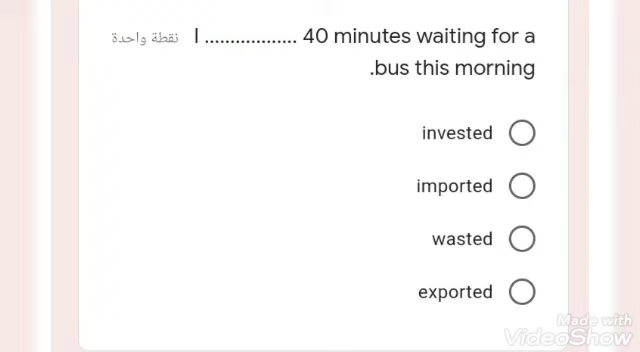 I .................. 40 minutes waiting for a نقطة واحدة
.bus this morning
invested
imported
wasted
exported
Made with
VideoShow